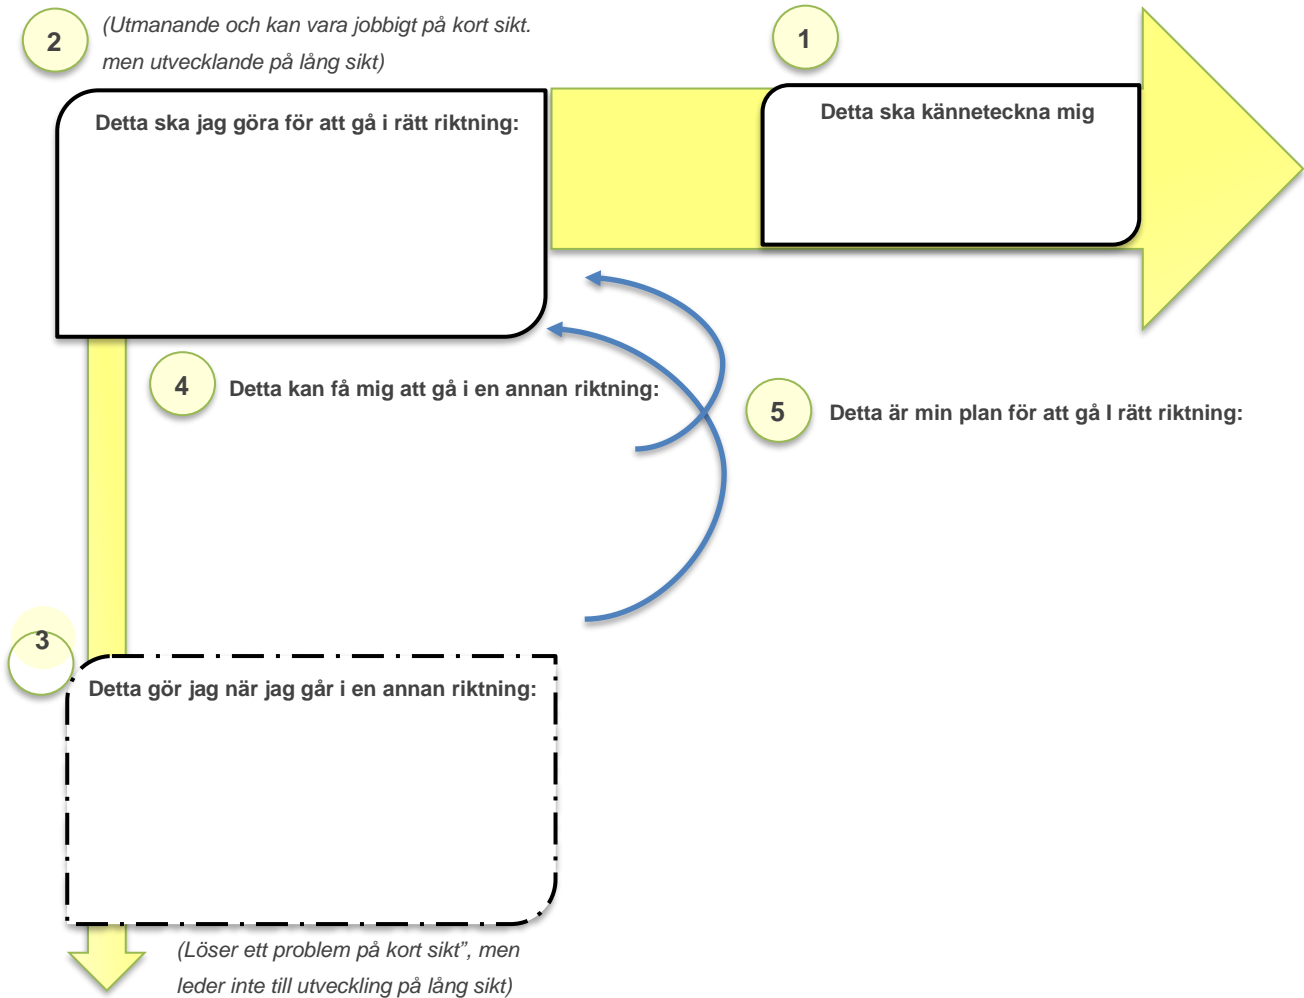 2
(Utmanande och kan vara jobbigt på kort sikt.
men utvecklande på lång sikt)
1
Detta ska jag göra för att gå i rätt riktning:
Detta ska känneteckna mig
4
Detta kan få mig att gå i en annan riktning:
5
Detta är min plan för att gå I rätt riktning:
3
Detta gör jag när jag går i en annan riktning:
(Löser ett problem på kort sikt”, men
leder inte till utveckling på lång sikt)